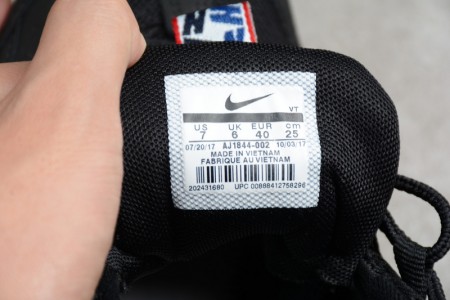 VT
US UK EUR cm
7 6 40 25
07/20/17 AJ1844-002 10/03/17
MADE IN VIETNAM
FABRIQUE AU VIETNAM
202431680 UPC 00888412758296